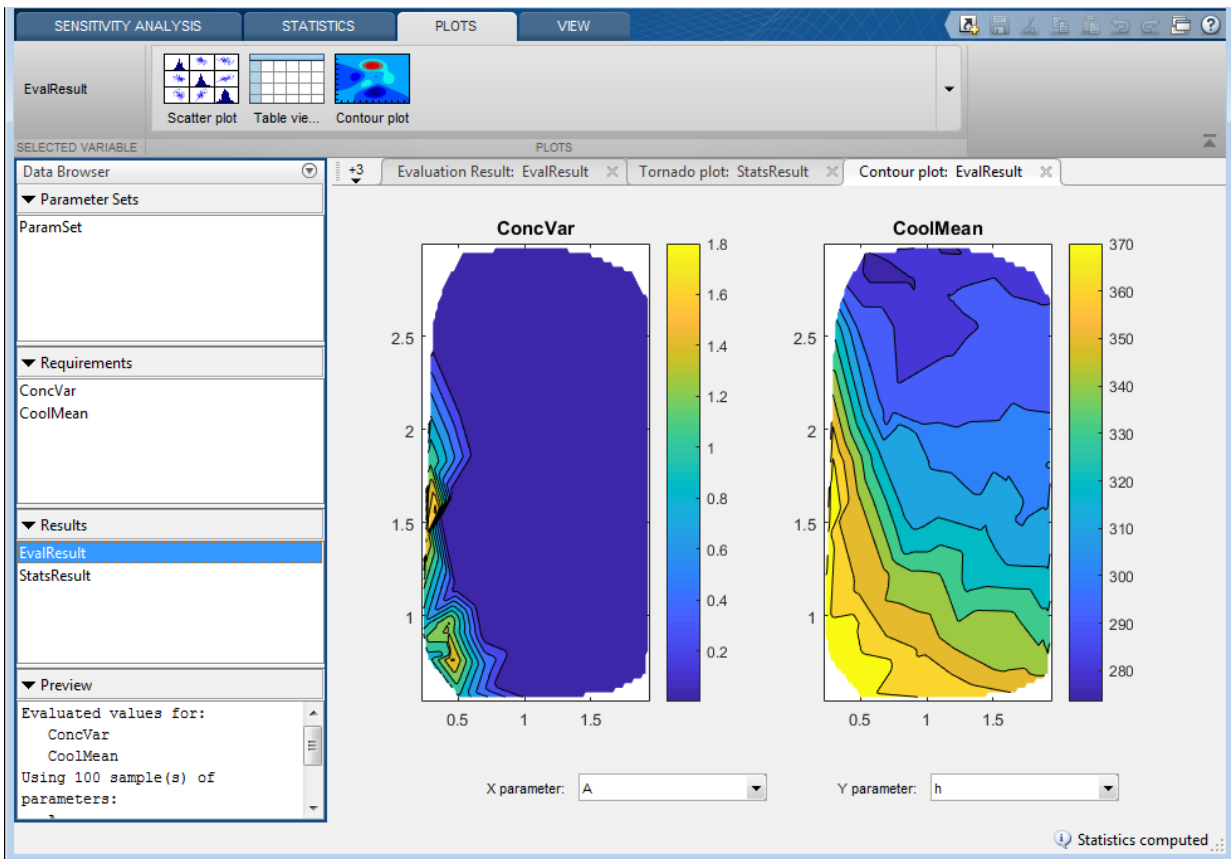 SENSITIVITY ANALYSIS STATISTICS PLOTS VIEW
EvalResult
Scatter plot Table vie... Contour plot
SELECTED VARIABLE PLOTS
Data Browser
+3 Evaluation Result: EvalResult Tornado plot: StatsResult Contour plot: EvalResult
Parameter Sets
ParamSet
Requirements
ConcVar
CoolMean
Results
EvalResult
StatsResult
Preview
Evaluated values for:
ConcVar
CoolMean
Using 100 sample(s) of
parameters:
ConcVar
2.5
2
1.5
1
0.5 1 1.5
1.8
1.6
1.4
1.2
1
0.8
0.6
0.4
0.2
CoolMean
2.5
2
1.5
1
0.5 1 1.5
370
360
350
340
330
320
310
300
290
280
X parameter: A
Y parameter: h
Statistics computed